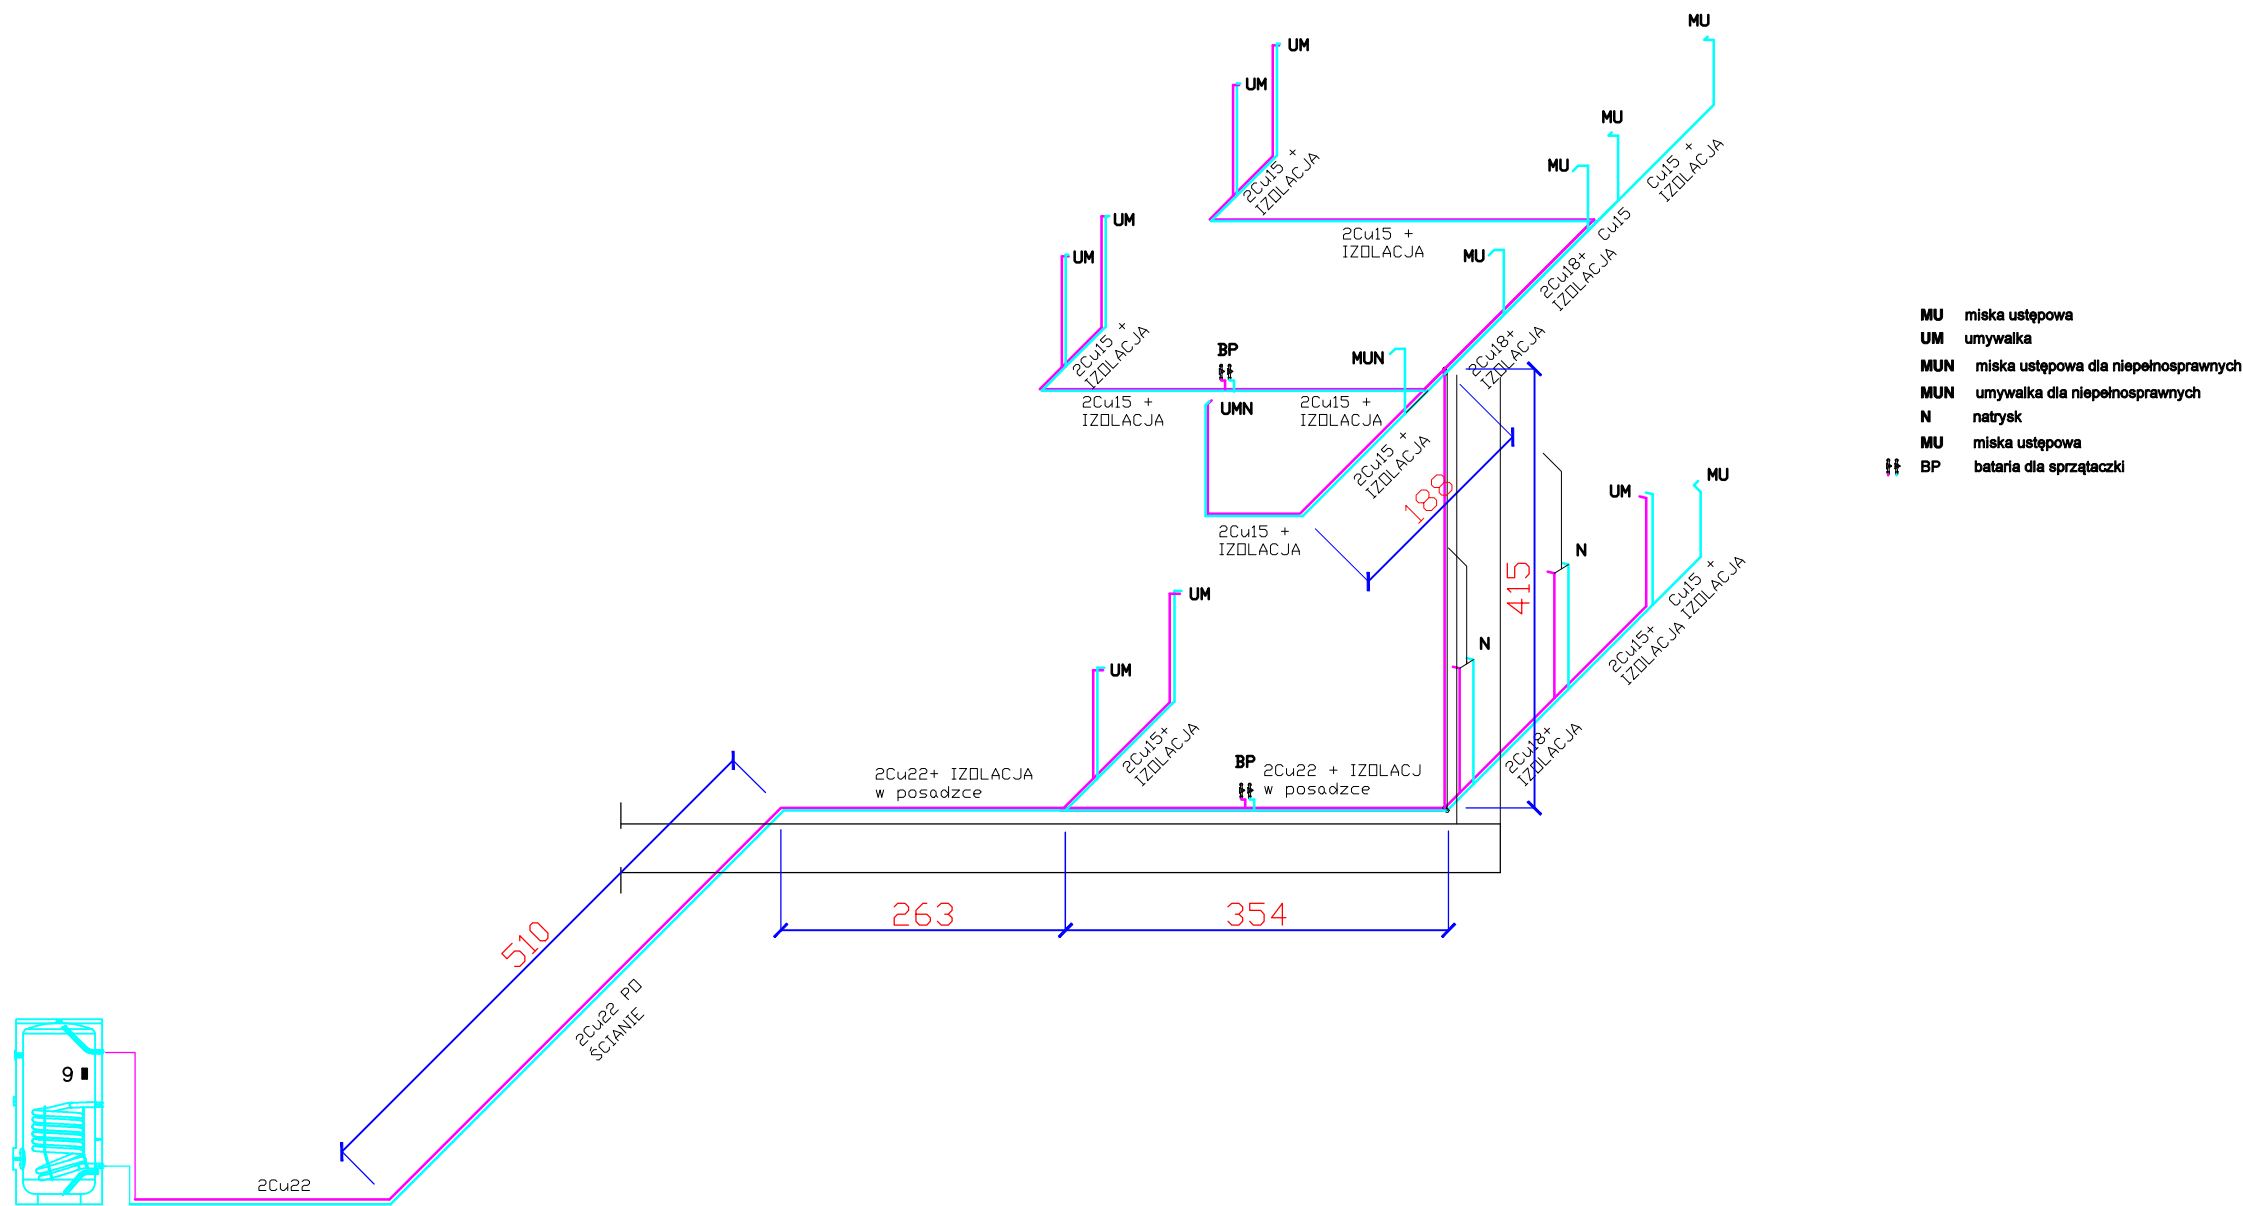 MU
UM
UM
MU
MU
2Cu15 +
IZOLACJA
Cu15 +
IZOLACJA
UM
UM
2Cu15 +
IZOLACJA
Cu15
MU
2Cu18+
IZOLACJA
2Cu15 +
IZOLACJA
BP
MUN
2Cu18+
IZOLACJA
2Cu15 +
IZOLACJA
UMN
2Cu15 +
IZOLACJA
2Cu15 +
IZOLACJA
188
2Cu15 +
IZOLACJA
415
MU miska ustępowa
UM umywalka
MUN miska ustępowa dla niepełnosprawnych
MUN umywalka dla niepełnosprawnych
N natrysk
MU miska ustępowa
BP bataria dla sprzątaczki
UM
MU
N
Cu15 +
IZOLACJA
2Cu15+
IZOLACJA
N
UM
UM
2Cu15+
IZOLACJA
2Cu18+
IZOLACJA
BP
2Cu22+ IZOLACJA
w posadzce
2Cu22 + IZOLACJ
w posadzce
263
354
510
2Cu22 PO
ŚCIANIE
9
2Cu22